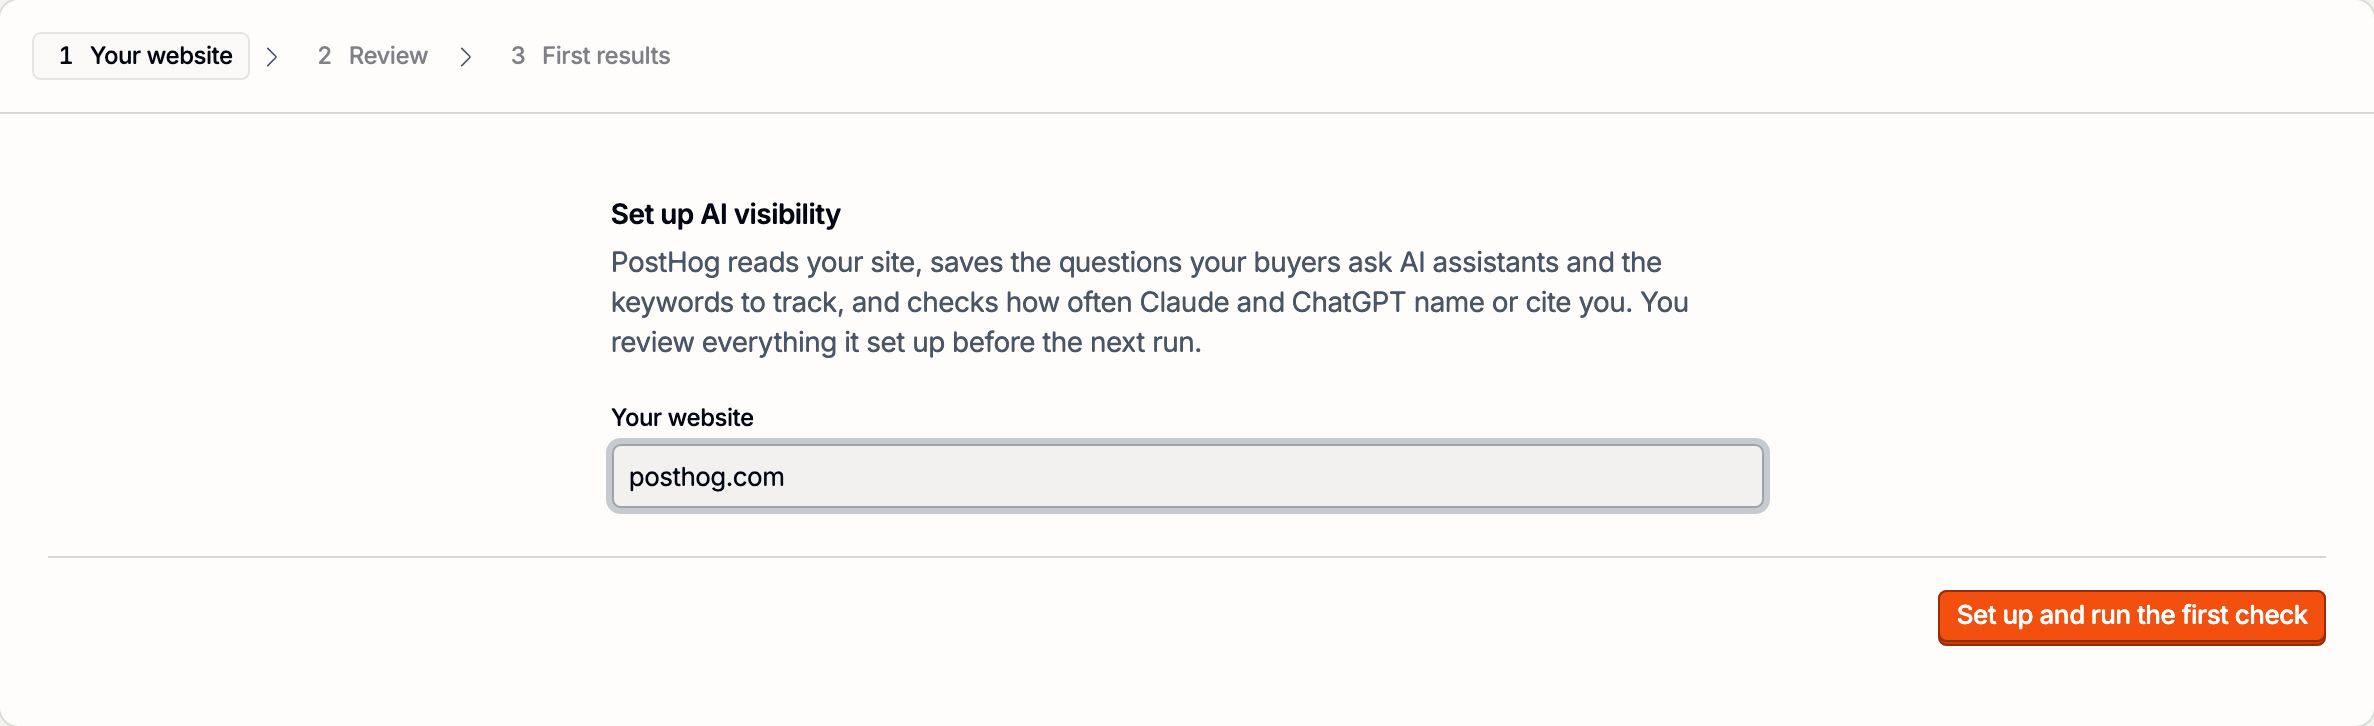 1 Your website > 2 Review > 3 First results
Set up AI visibility
PostHog reads your site, saves the questions your buyers ask AI assistants and the
keywords to track, and checks how often Claude and ChatGPT name or cite you. You
review everything it set up before the next run.
Your website
posthog.com
Set up and run the first check